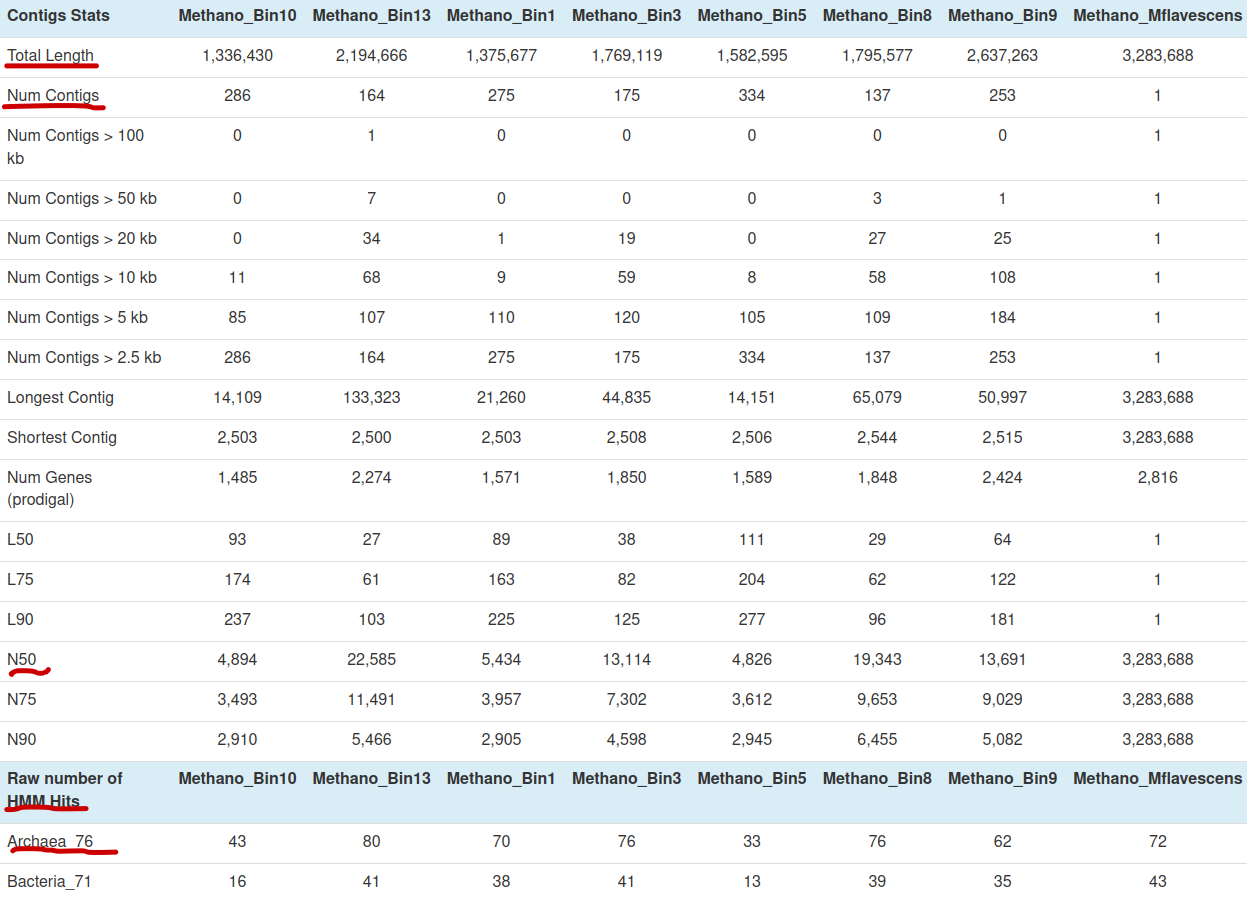 Contigs Stats Methano_Bin10 Methano_Bin13 Methano_Bin1 Methano_Bin3 Methano_Bin5 Methano_Bin8 Methano_Bin9 Methano_Mflavescens
Total Length 1,336,430 2,194,666 1,375,677 1,769,119 1,582,595 1,795,577 2,637,263 3,283,688
Num Contigs 286 164 275 175 334 137 253 1
Num Contigs > 100 0 1 0 0 0 0 0 1
kb
Num Contigs > 50 kb 0 7 0 0 0 3 1 1
Num Contigs > 20 kb 0 34 1 19 0 27 25 1
Num Contigs > 10 kb 11 68 9 59 8 58 108 1
Num Contigs > 5 kb 85 107 110 120 105 109 184 1
Num Contigs > 2.5 kb 286 164 275 175 334 137 253 1
Longest Contig 14,109 133,323 21,260 44,835 14,151 65,079 50,997 3,283,688
Shortest Contig 2,503 2,500 2,503 2,508 2,506 2,544 2,515 3,283,688
Num Genes 1,485 2,274 1,571 1,850 1,589 1,848 2,424 2,816
(prodigal)
L50 93 27 89 38 111 29 64 1
L75 174 61 163 82 204 62 122 1
L90 237 103 225 125 277 96 181 1
N50 4,894 22,585 5,434 13,114 4,826 19,343 13,691 3,283,688
N75 3,493 11,491 3,957 7,302 3,612 9,653 9,029 3,283,688
N90 2,910 5,466 2,905 4,598 2,945 6,455 5,082 3,283,688
Raw number of Methano_Bin10 Methano_Bin13 Methano_Bin1 Methano_Bin3 Methano_Bin5 Methano_Bin8 Methano_Bin9 Methano_Mflavescens
HMM Hits
Archaea_76 43 80 70 76 33 76 62 72
Bacteria_71 16 41 38 41 13 39 35 43